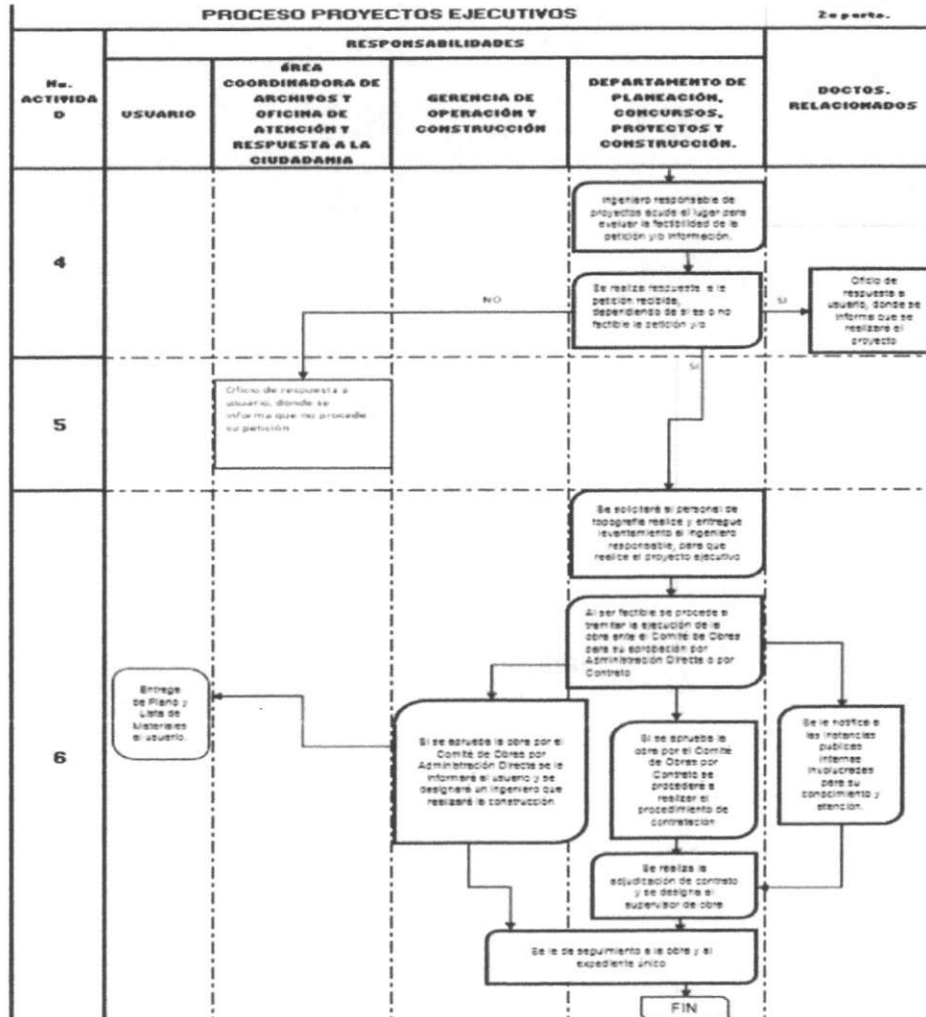 PROCESO PROYECTOS EJECUTIVOS
2a parte.
RESPONSABILIDADES
No.
ACTIVIDA
D
USUARIO
ÁREA
COORDINADORA DE
ARCHIVOS Y
OFICINA DE
ATENCIÓN Y
RESPUESTA A LA
CIUDADANIA
GERENCIA DE
OPERACIÓN Y
CONSTRUCCIÓN
DEPARTAMENTO DE
PLANEACIÓN,
CONCURSOS,
PROYECTOS Y
CONSTRUCCIÓN.
DOCTOS.
RELACIONADOS
4
Ingeniero responsable de
proyectos acude al lugar para
evaluar la factibilidad de la
petición y/o información.
Se realiza respuesta a la
petición recibida,
dependiendo de si es o no
factible la petición y/o
NO
SI
Oficio de
respuesta a
usuario, donde se
informa que se
realizara el
proyecto
SI
5
Oficio de respuesta a
usuario, donde se
informa que no procede
su petición
6
Se solicitará al personal de
topografía realice y entregue
levantamiento al ingeniero
responsable, para que
realice el proyecto ejecutivo
Al ser factible se procede a
tramitar la ejecución de la
obra ante el Comité de Obras
para su aprobación por
Administración Directa o por
Contrato
Entrega
de Plano y
Lista de
Materiales
al usuario.
Si se aprueba la obra por el
Comité de Obras por
Administración Directa se le
informará al usuario y se
designará un ingeniero que
realizará la construcción
Si se aprueba la
obra por el Comité
de Obras por
Contrato se
procederá a
realizar el
procedimiento de
contratación
Se le notifica a
las instancias
publicas
internas
involucradas
para su
conocimiento y
atención.
Se realiza la
adjudicación de contrato
y se designa al
supervisor de obra
Se le da seguimiento a la obra y al
expediente único
FIN